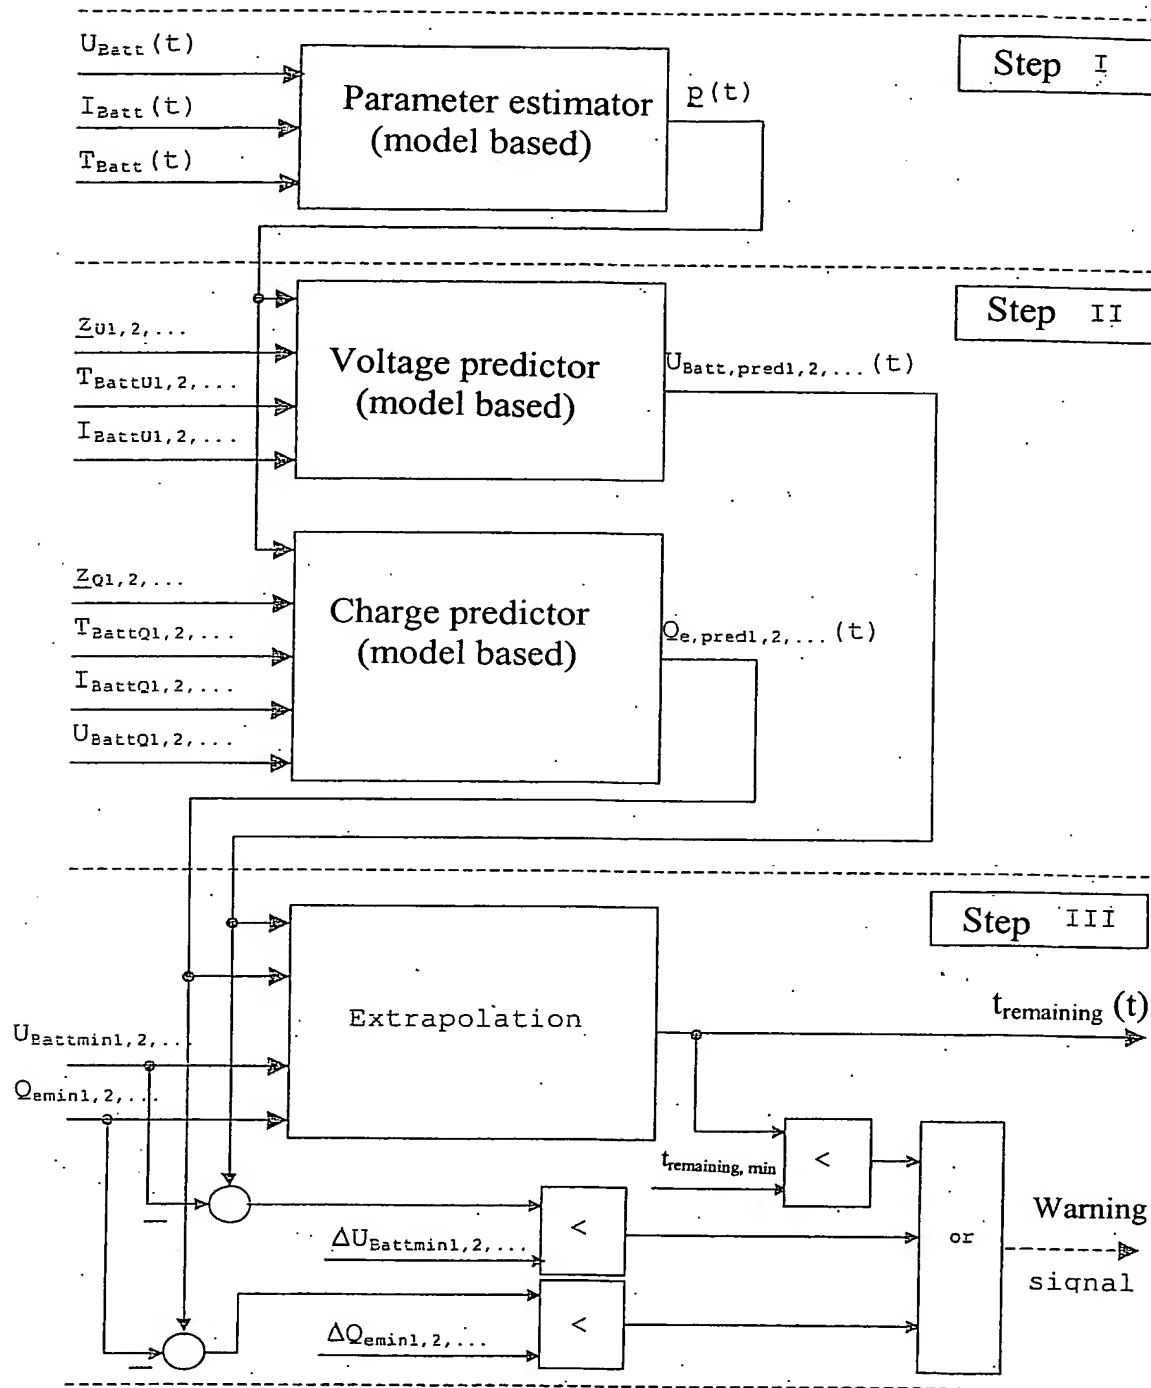 U_Batt(t)
I_Batt(t)
T_Batt(t)
Parameter estimator
(model based)
p(t)
Step I
z_U1,2,...
T_BattU1,2,...
I_BattU1,2,...
Voltage predictor
(model based)
U_Batt,pred1,2,...(t)
Step II
z_Q1,2,...
T_BattQ1,2,...
I_BattQ1,2,...
U_BattQ1,2,...
Charge predictor
(model based)
Q_e,pred1,2,...(t)
Step III
U_Battmin1,2,...
Q_emin1,2,...
Extrapolation
t_remaining (t)
t_remaining, min
<
ΔU_Battmin1,2,...
<
ΔQ_emin1,2,...
<
or
Warning
signal